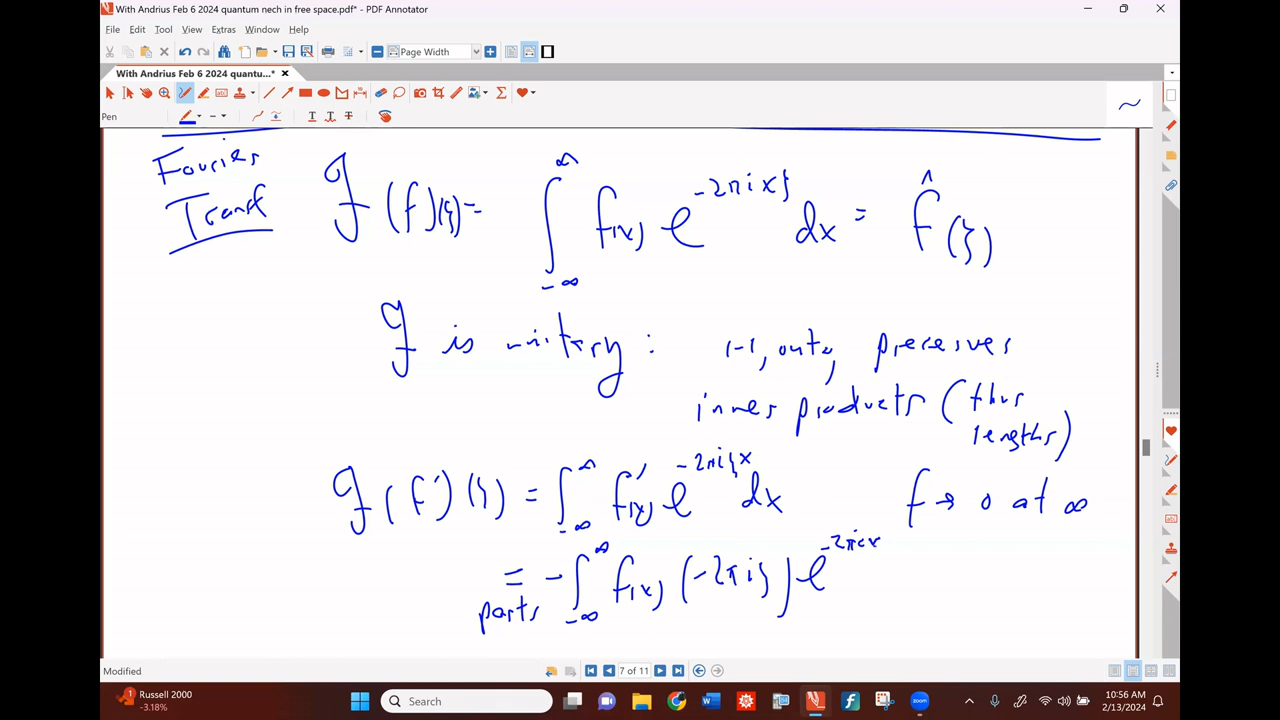 With Andrius Feb 6 2024 quantum nech in free space.pdf* - PDF Annotator
File Edit Tool View Extras Window Help
Page Width
With Andrius Feb 6 2024 quantu...*
Pen
Fourier
Transf
F(f)(ξ) = ∫_{-∞}^{∞} f(x) e^{-2πixξ} dx = f̂(ξ)
F is unitary: 1-1, onto, preserves
inner products (thus
lengths)
F(f')(ξ) = ∫_{-∞}^{∞} f'(x) e^{-2πiξx} dx f → 0 at ∞
= - ∫_{-∞}^{∞} f(x) (-2πiξ) e^{-2πi
parts
Modified
7 of 11
1
Russell 2000
-3.18%
Search
10:56 AM
2/13/2024